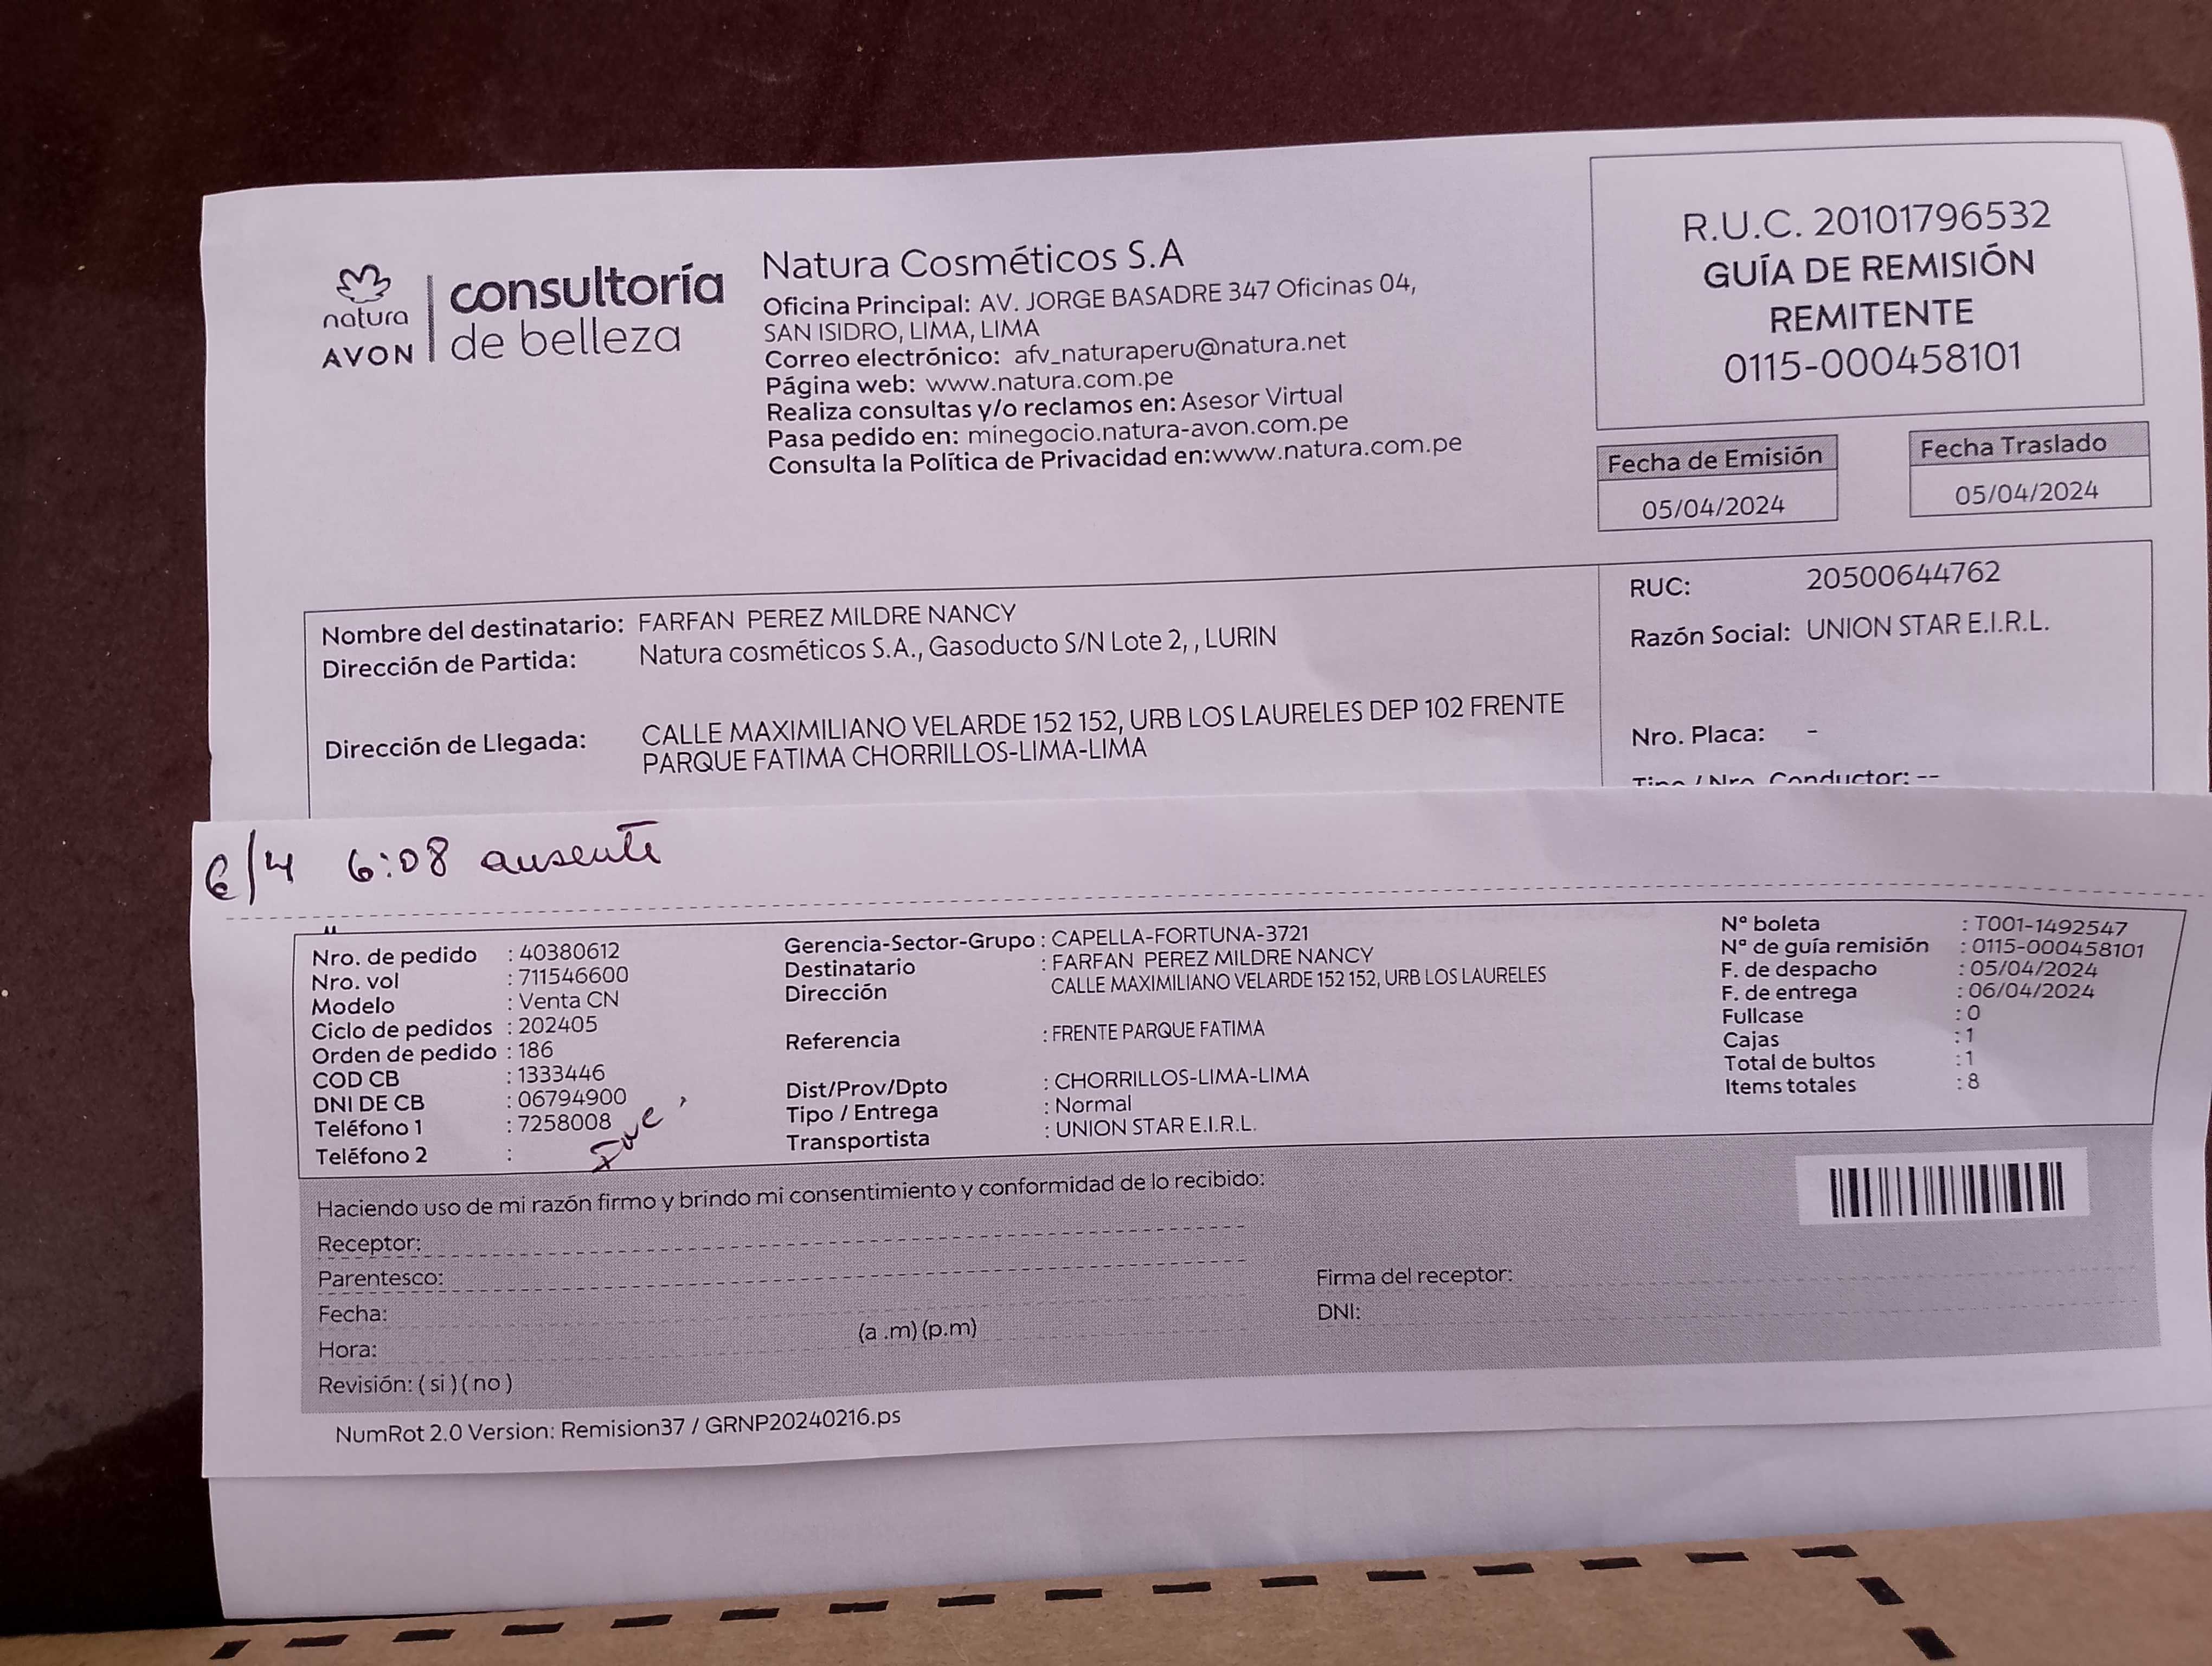 natura
AVON
consultoría
de belleza
Natura Cosméticos S.A
Oficina Principal: AV. JORGE BASADRE 347 Oficinas 04,
SAN ISIDRO, LIMA, LIMA
Correo electrónico: afv_naturaperu@natura.net
Página web: www.natura.com.pe
Realiza consultas y/o reclamos en: Asesor Virtual
Pasa pedido en: minegocio.natura-avon.com.pe
Consulta la Política de Privacidad en:www.natura.com.pe
R.U.C. 20101796532
GUÍA DE REMISIÓN
REMITENTE
0115-000458101
Fecha de Emisión
05/04/2024
Fecha Traslado
05/04/2024
Nombre del destinatario: FARFAN PEREZ MILDRE NANCY
Dirección de Partida: Natura cosméticos S.A., Gasoducto S/N Lote 2, , LURIN
Dirección de Llegada: CALLE MAXIMILIANO VELARDE 152 152, URB LOS LAURELES DEP 102 FRENTE
PARQUE FATIMA CHORRILLOS-LIMA-LIMA
RUC: 20500644762
Razón Social: UNION STAR E.I.R.L.
Nro. Placa: -
Tipo / Nro. Conductor: --
6/4 6:08 ausente
Nro. de pedido : 40380612
Nro. vol : 711546600
Modelo : Venta CN
Ciclo de pedidos : 202405
Orden de pedido : 186
COD CB : 1333446
DNI DE CB : 06794900
Teléfono 1 : 7258008
Teléfono 2 :
Gerencia-Sector-Grupo : CAPELLA-FORTUNA-3721
Destinatario : FARFAN PEREZ MILDRE NANCY
Dirección CALLE MAXIMILIANO VELARDE 152 152, URB LOS LAURELES
Referencia : FRENTE PARQUE FATIMA
Dist/Prov/Dpto : CHORRILLOS-LIMA-LIMA
Tipo / Entrega : Normal
Transportista : UNION STAR E.I.R.L.
N° boleta : T001-1492547
N° de guía remisión : 0115-000458101
F. de despacho : 05/04/2024
F. de entrega : 06/04/2024
Fullcase : 0
Cajas : 1
Total de bultos : 1
Items totales : 8
Haciendo uso de mi razón firmo y brindo mi consentimiento y conformidad de lo recibido:
Receptor:
Parentesco:
Fecha:
Hora: (a .m) (p.m)
Revisión: ( si ) ( no )
Firma del receptor:
DNI:
NumRot 2.0 Version: Remision37 / GRNP20240216.ps